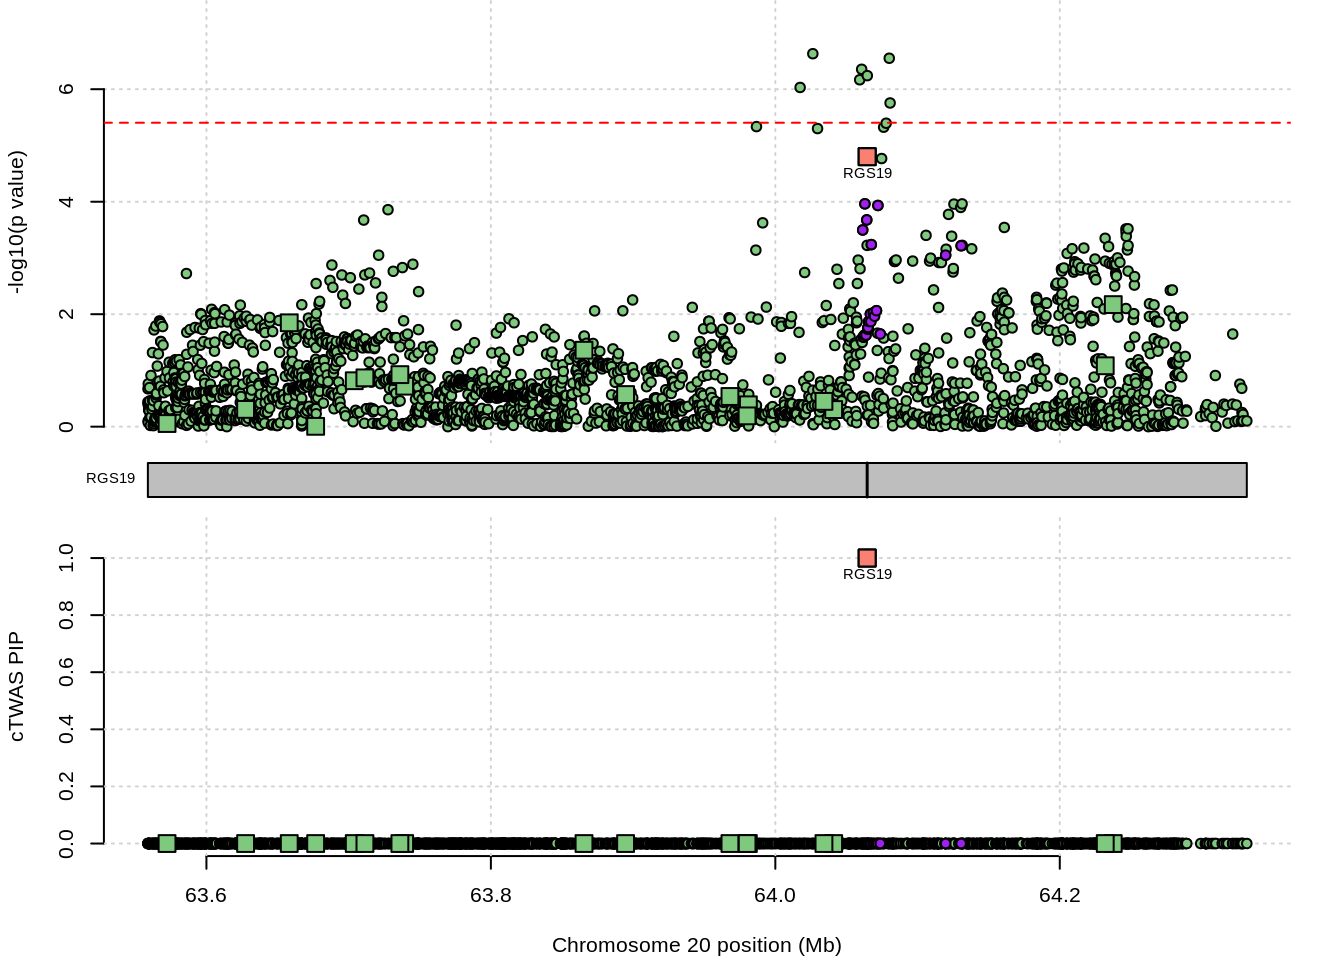 6
4
2
0
-log10(p value)
RGS19
RGS19
1.0
0.8
0.6
0.4
0.2
0.0
cTWAS PIP
RGS19
63.6
63.8
64.0
64.2
Chromosome 20 position (Mb)